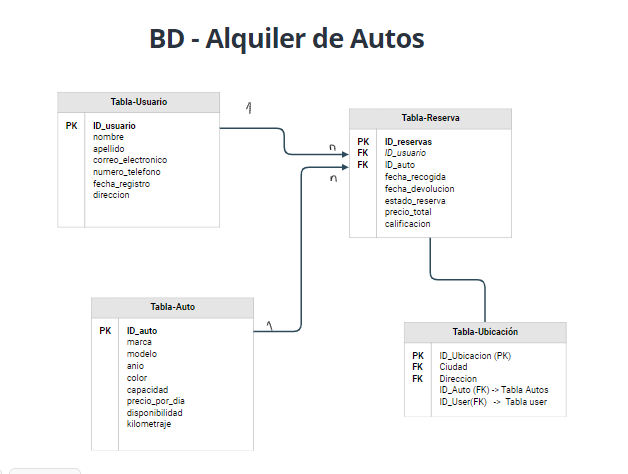 BD - Alquiler de Autos
Tabla-Usuario
PK ID_usuario
nombre
apellido
correo_electronico
numero_telefono
fecha_registro
direccion
1
n
n
Tabla-Reserva
PK ID_reservas
FK ID_usuario
FK ID_auto
fecha_recogida
fecha_devolucion
estado_reserva
precio_total
calificacion
Tabla-Auto
PK ID_auto
marca
modelo
anio
color
capacidad
precio_por_dia
disponibilidad
kilometraje
1
Tabla-Ubicación
PK ID_Ubicacion (PK)
FK Ciudad
FK Direccion
ID_Auto (FK) -> Tabla Autos
ID_User(FK) -> Tabla user